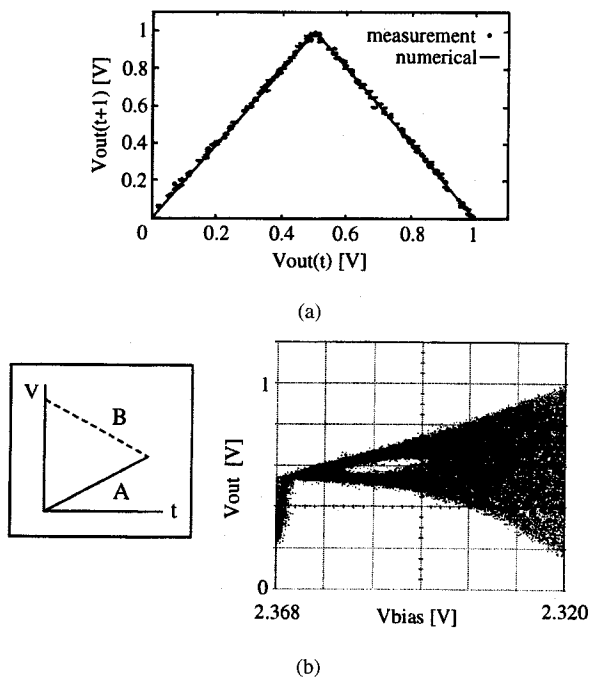 measurement
numerical
Vout(t+1) [V]
1
0.8
0.6
0.4
0.2
0
0.2
0.4
0.6
0.8
1
Vout(t) [V]
(a)
V
B
A
t
Vout [V]
1
0
2.368
Vbias [V]
2.320
(b)